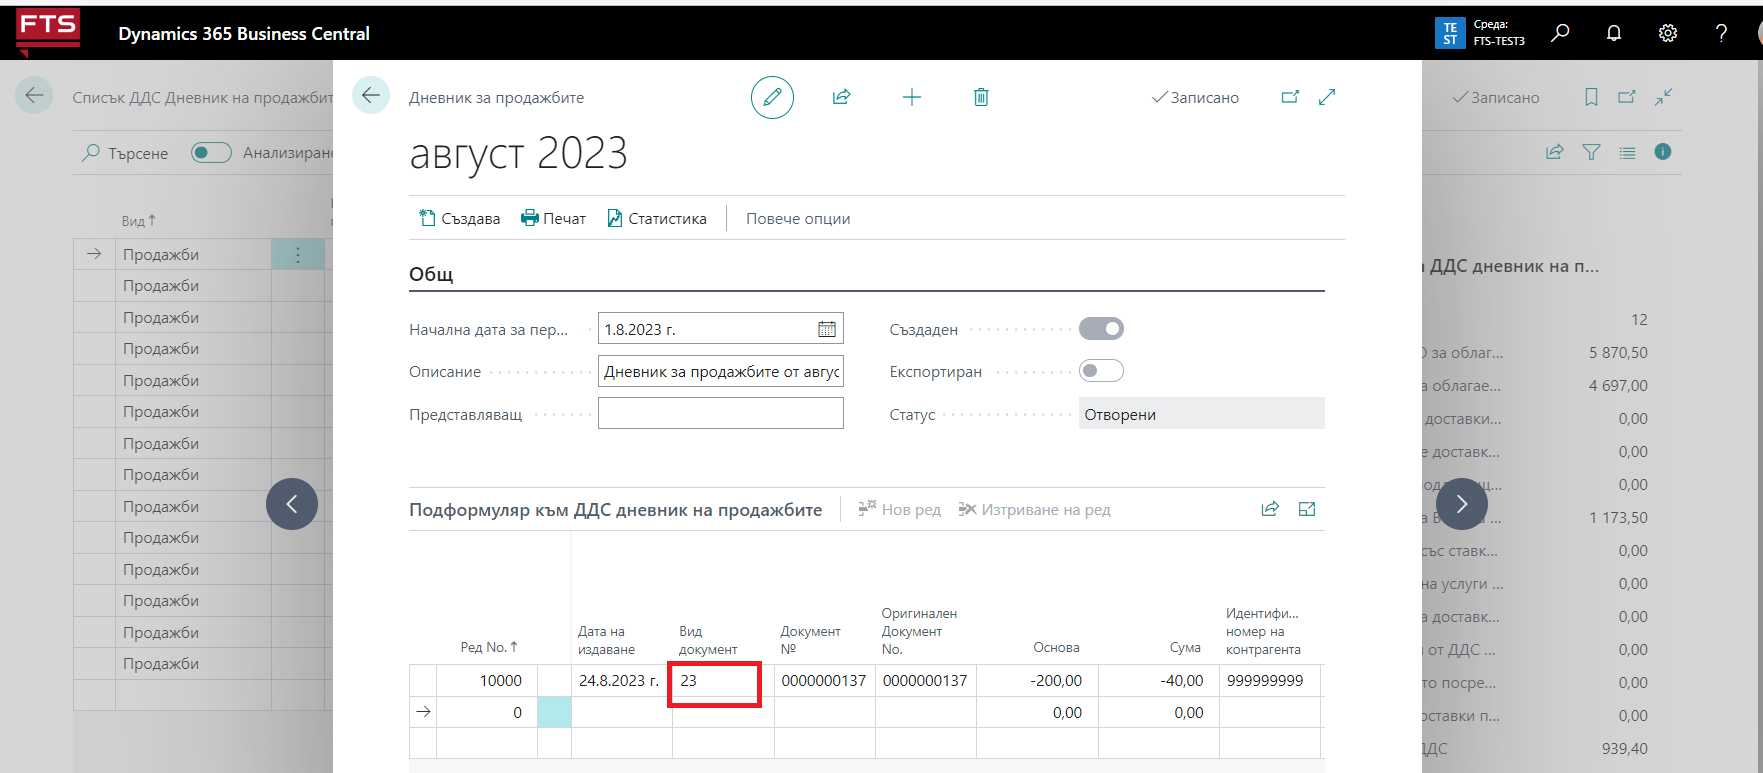 FTS
Dynamics 365 Business Central
TE
ST
Среда:
FTS-TEST3
?
Списък ДДС Дневник на продажбит
Търсене
Анализиране
Вид ↑
Продажби
Продажби
Продажби
Продажби
Продажби
Продажби
Продажби
Продажби
Продажби
Продажби
Продажби
Продажби
Продажби
Продажби
Дневник за продажбите
Записано
август 2023
Създава
Печат
Статистика
Повече опции
Общ
Начална дата за пер...
1.8.2023 г.
Създаден
Описание
Дневник за продажбите от авгус
Експортиран
Представляващ
Статус
Отворени
Подформуляр към ДДС дневник на продажбите
Нов ред
Изтриване на ред
Ред No. ↑
Дата на издаване
Вид документ
Документ №
Оригинален Документ No.
Основа
Сума
Идентифи... номер на контрагента
10000 24.8.2023 г. 23 0000000137 0000000137 -200,00 -40,00 999999999
0 0,00 0,00
Записано
ДДС дневник на п...
12
за облаг... 5 870,50
а облагае... 4 697,00
доставки... 0,00
е доставк... 0,00
0,00
1 173,50
със ставк... 0,00
на услуги ... 0,00
а доставк... 0,00
от ДДС ... 0,00
то посре... 0,00
оставки п... 0,00
ДДС 939,40